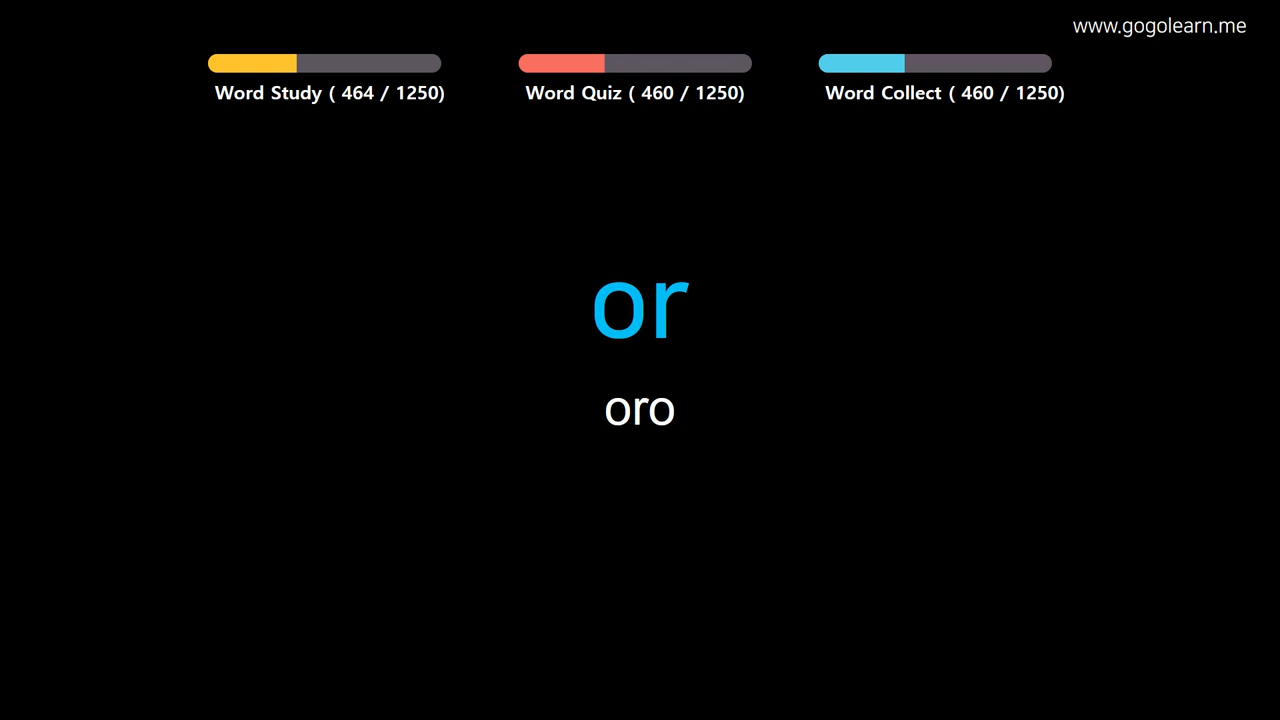 www.gogolearn.me
Word Study ( 464 / 1250)
Word Quiz ( 460 / 1250)
Word Collect ( 460 / 1250)
or
oro